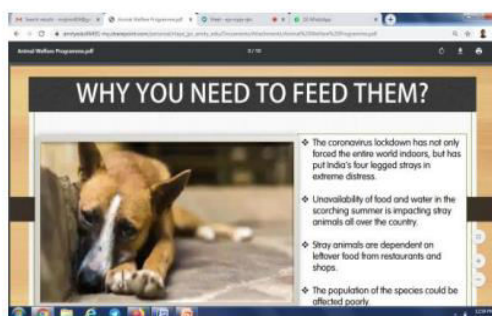 Animal Welfare Programme.pdf
WHY YOU NEED TO FEED THEM?
The coronavirus lockdown has not only
forced the entire world indoors, but has
put India's four legged strays in
extreme distress.
Unavailability of food and water in the
scorching summer is impacting stray
animals all over the country.
Stray animals are dependent on
leftover food from restaurants and
shops.
The population of the species could be
affected poorly.